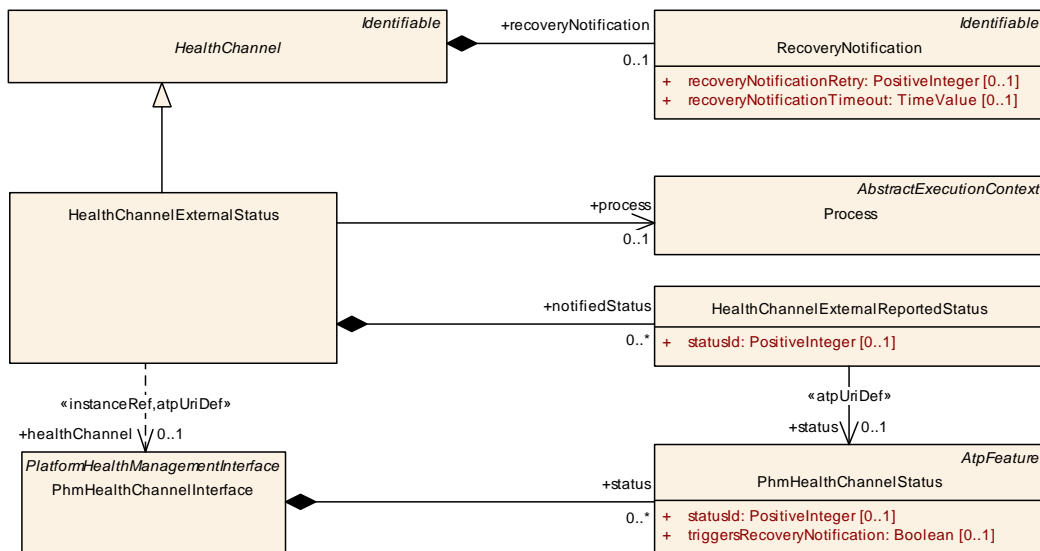 Identifiable
HealthChannel
+recoveryNotification
0..1
Identifiable
RecoveryNotification
+ recoveryNotificationRetry: PositiveInteger [0..1]
+ recoveryNotificationTimeout: TimeValue [0..1]
HealthChannelExternalStatus
+process
0..1
AbstractExecutionContext
Process
+notifiedStatus
0..*
HealthChannelExternalReportedStatus
+ statusId: PositiveInteger [0..1]
«instanceRef,atpUriDef»
+healthChannel 0..1
«atpUriDef»
+status 0..1
PlatformHealthManagementInterface
PhmHealthChannelInterface
+status
0..*
AtpFeature
PhmHealthChannelStatus
+ statusId: PositiveInteger [0..1]
+ triggersRecoveryNotification: Boolean [0..1]